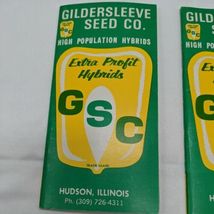 GILDERSLEEVE
SEED CO.
HIGH POPULATION HYBRIDS
Extra Profit
Hybrids
GSC
HUDSON, ILLINOIS
Ph. (309) 726-4311